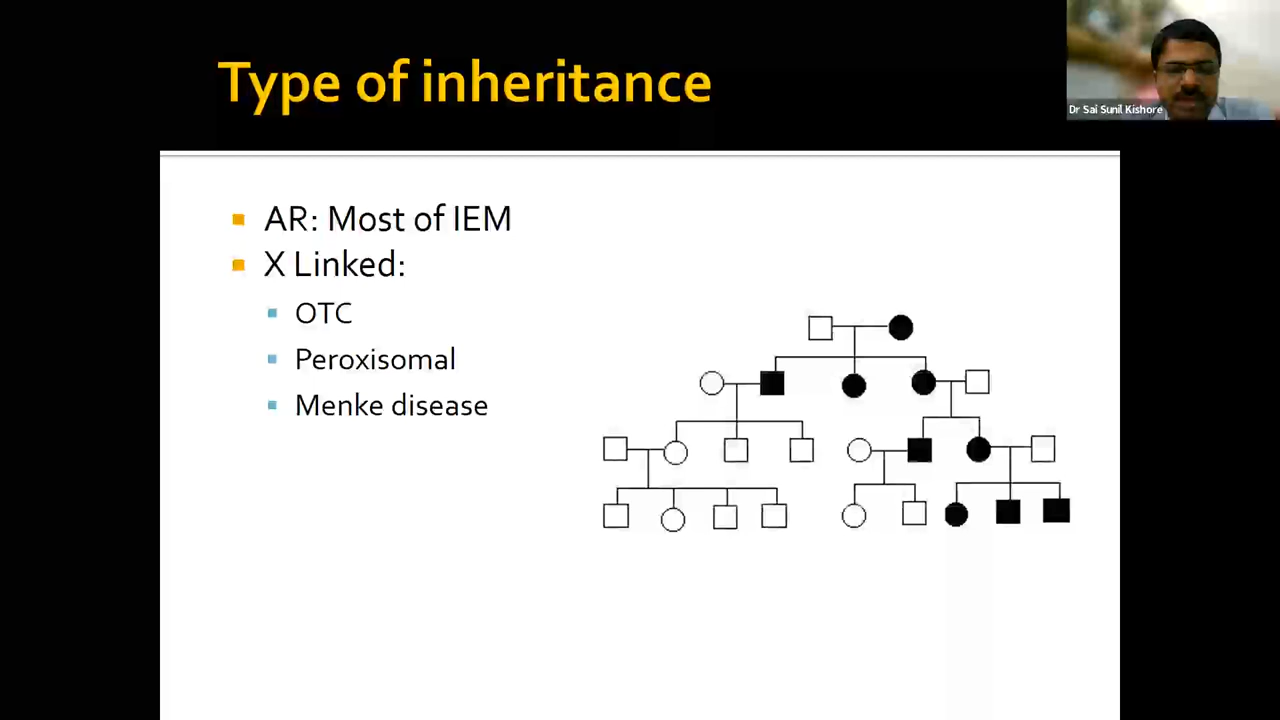 Type of inheritance
Dr Sai Sunil Kishore
AR: Most of IEM
X Linked:
OTC
Peroxisomal
Menke disease